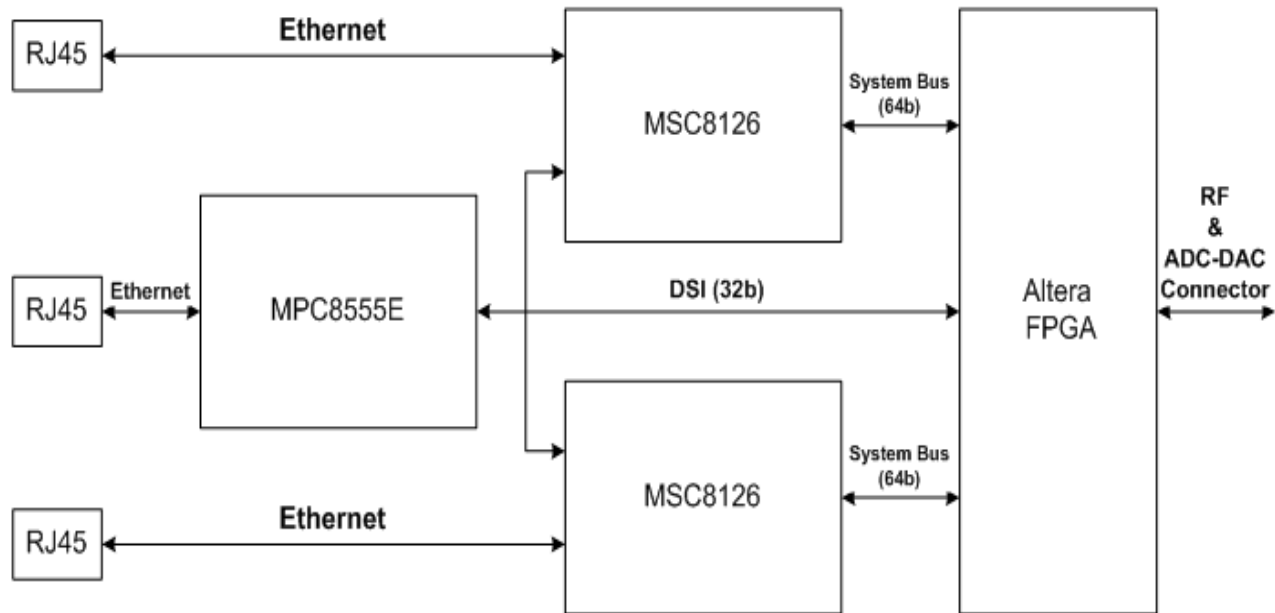 RJ45
Ethernet
MSC8126
System Bus
(64b)
RJ45
Ethernet
MPC8555E
DSI (32b)
Altera
FPGA
RF
&
ADC-DAC
Connector
RJ45
Ethernet
MSC8126
System Bus
(64b)